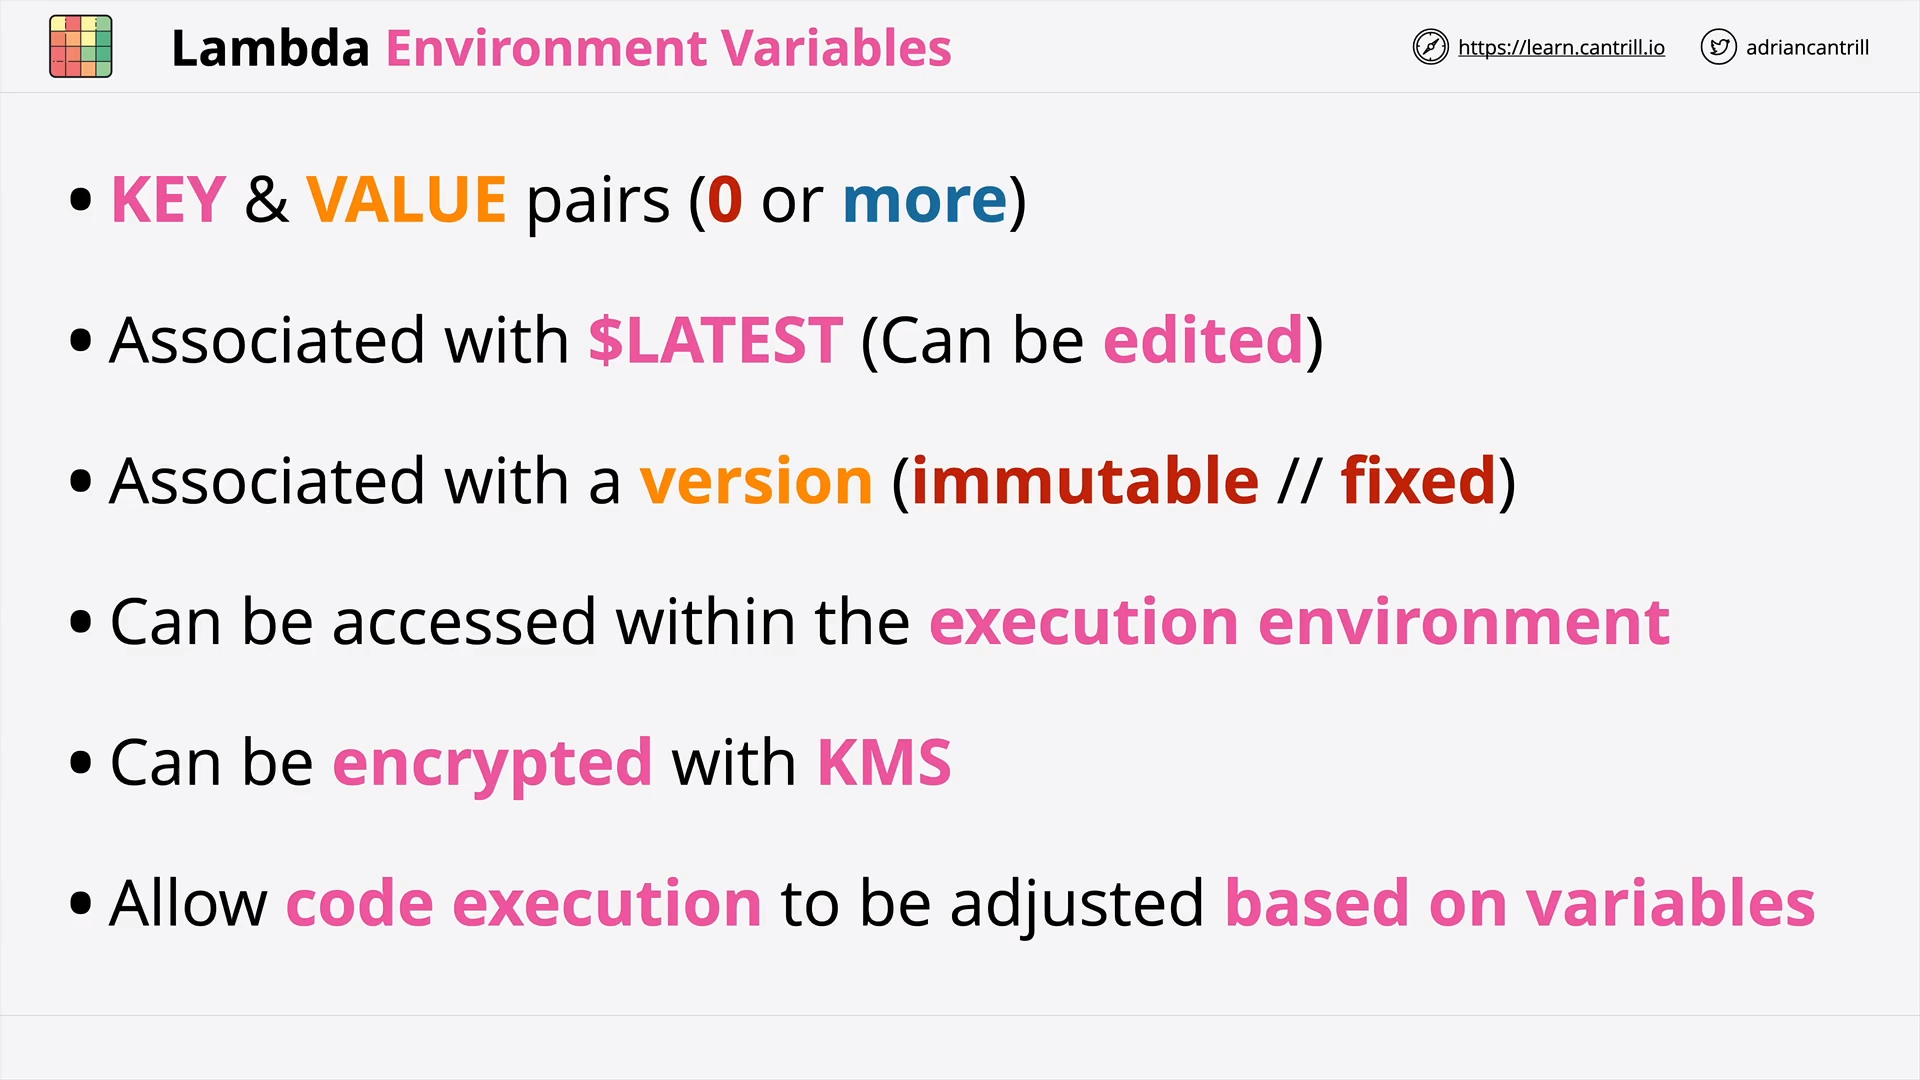 Lambda Environment Variables
https://learn.cantrill.io
adriancantrill
• KEY & VALUE pairs (0 or more)
• Associated with $LATEST (Can be edited)
• Associated with a version (immutable // fixed)
• Can be accessed within the execution environment
• Can be encrypted with KMS
• Allow code execution to be adjusted based on variables